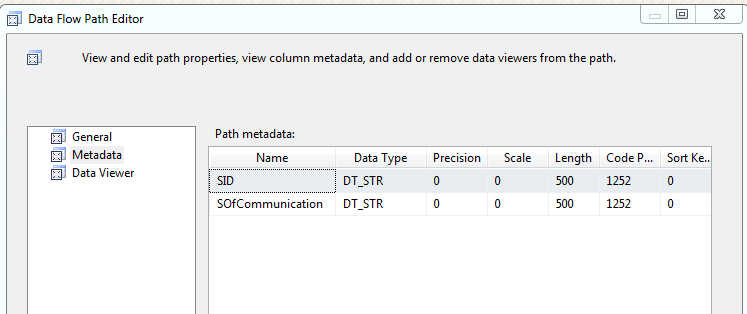 Data Flow Path Editor
View and edit path properties, view column metadata, and add or remove data viewers from the path.
General
Metadata
Data Viewer
Path metadata:
Name Data Type Precision Scale Length Code P... Sort Ke...
SID DT_STR 0 0 500 1252 0
SOfCommunication DT_STR 0 0 500 1252 0